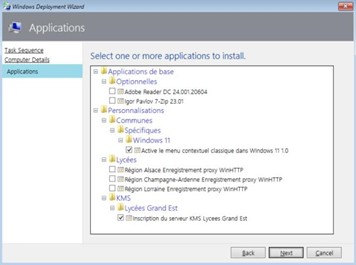 Windows Deployment Wizard
Applications
Task Sequence
Computer Details
Applications
Select one or more applications to install.
Applications de base
Optionnelles
Adobe Reader DC 24.001.20604
Igor Pavlov 7-Zip 23.01
Personnalisations
Communes
Spécifiques
Windows 11
Active le menu contextuel classique dans Windows 11 1.0
Lycées
Région Alsace Enregistrement proxy WinHTTP
Région Champagne-Ardenne Enregistrement proxy WinHTTP
Région Lorraine Enregistrement proxy WinHTTP
KMS
Lycées Grand Est
Inscription du serveur KMS Lycees Grand Est
Back Next Cancel